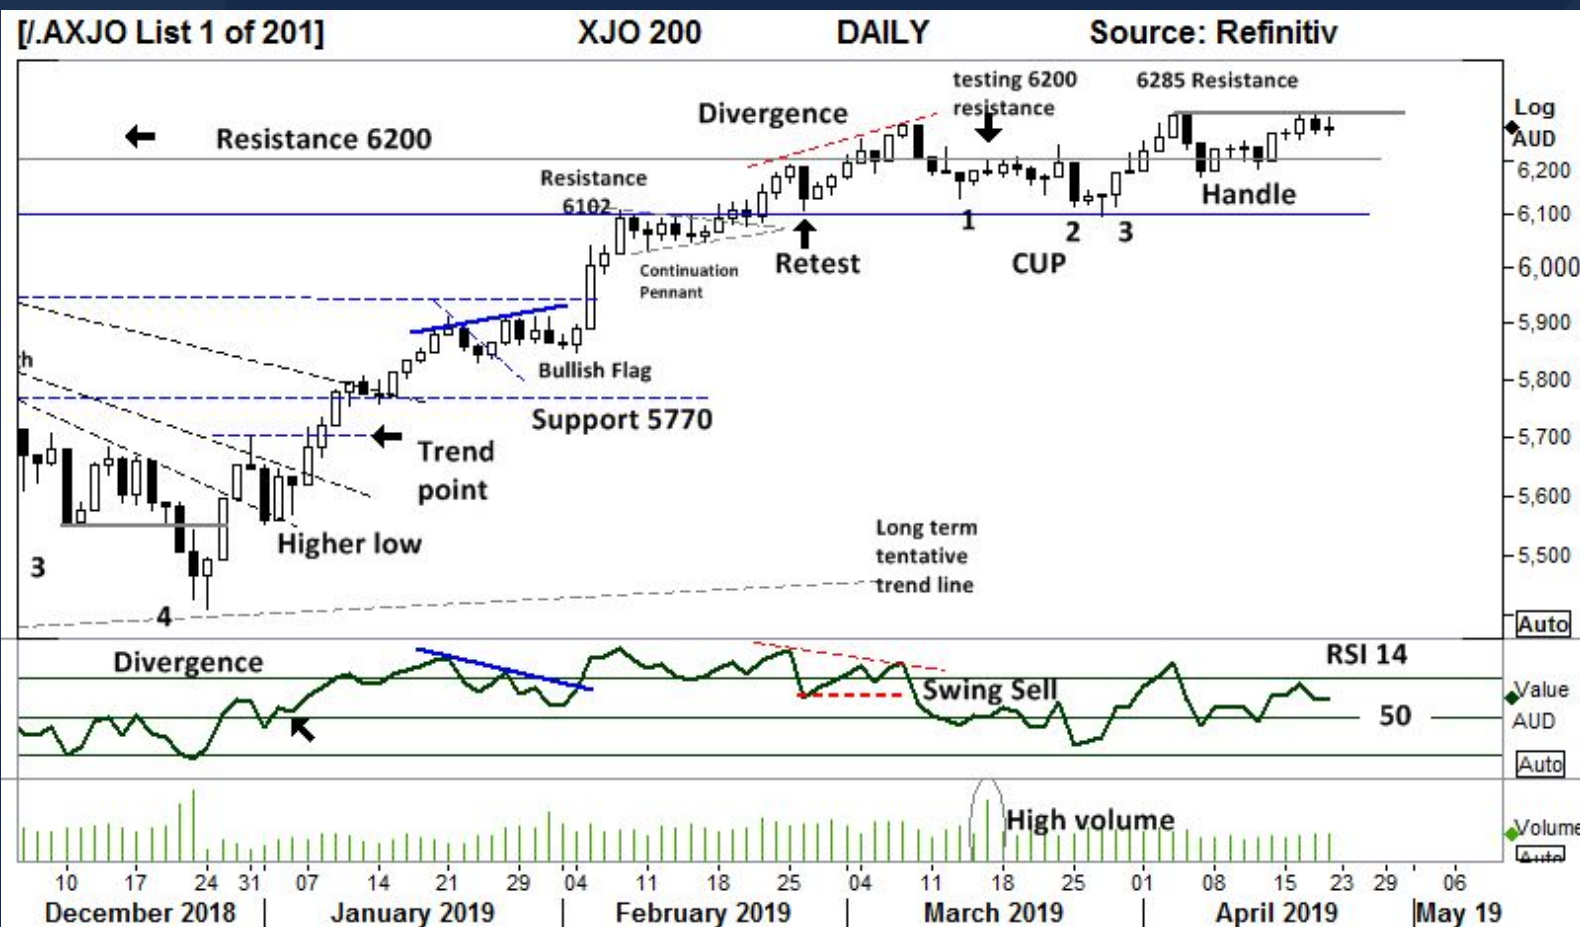 [/.AXJO List 1 of 201] XJO 200 DAILY Source: Refinitiv
testing 6200
resistance
6285 Resistance
Divergence
Resistance 6200
Log
AUD
Resistance
6102
6,200
Handle
6,100
1
2
3
Retest
CUP
6,000
Continuation
Pennant
5,900
h
Bullish Flag
5,800
Support 5770
5,700
Trend
point
5,600
Higher low
Long term
tentative
trend line
5,500
3
4
Auto
Divergence
RSI 14
Swing Sell
Value
50
AUD
Auto
High volume
Volume
Auto
10 17 24 31 07 14 21 29 04 11 18 25 04 11 18 25 01 08 15 23 29 06
December 2018 January 2019 February 2019 March 2019 April 2019 May 19